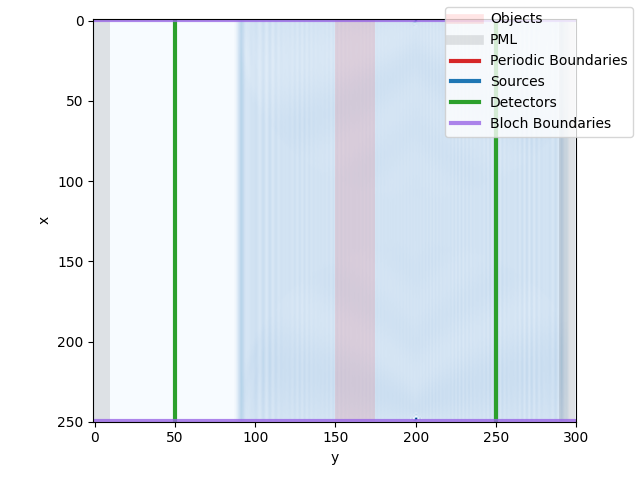 Objects
PML
Periodic Boundaries
Sources
Detectors
Bloch Boundaries
0
50
100
150
200
250
x
0
50
100
150
200
250
300
y